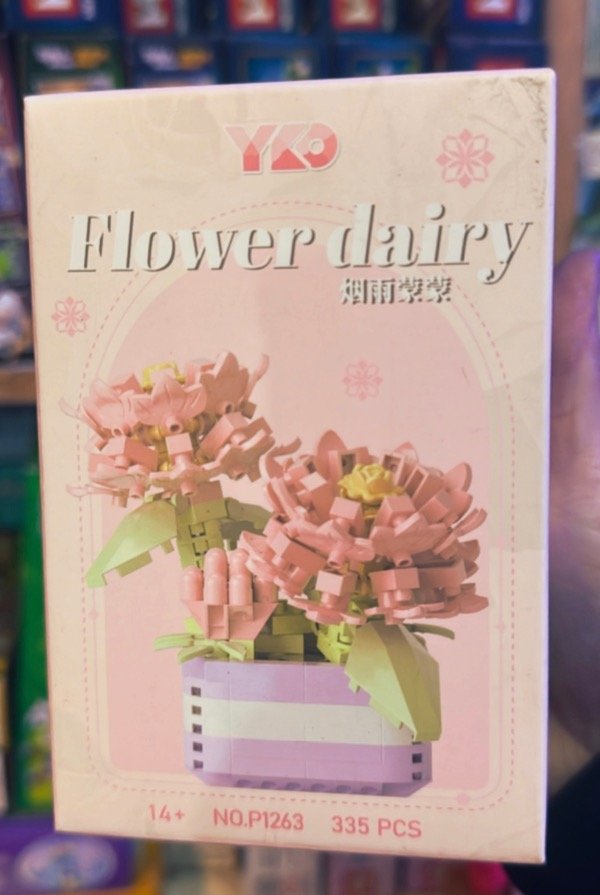 YKO
Flower dairy
烟雨蒙蒙
14+ NO.P1263 335 PCS